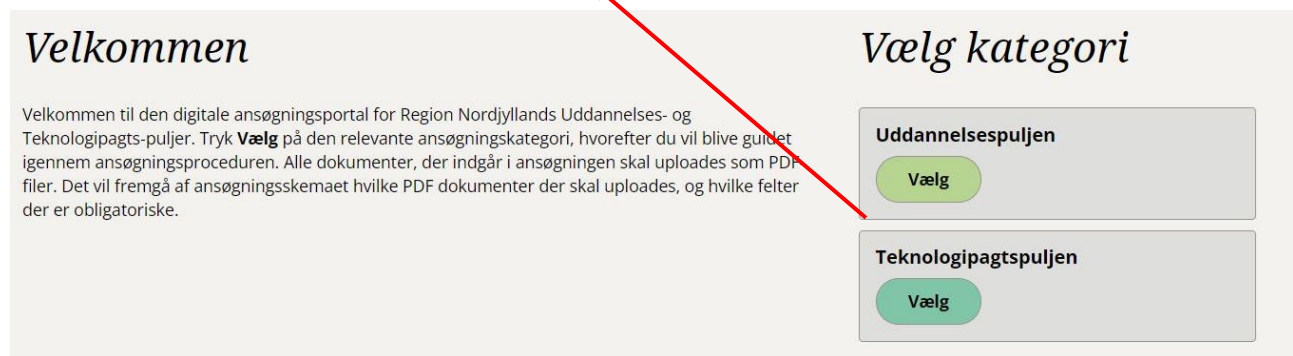 Velkommen
Velkommen til den digitale ansøgningsportal for Region Nordjyllands Uddannelses- og
Teknologipagts-puljer. Tryk Vælg på den relevante ansøgningskategori, hvorefter du vil blive guidet
igennem ansøgningsproceduren. Alle dokumenter, der indgår i ansøgningen skal uploades som PDF
filer. Det vil fremgå af ansøgningsskemaet hvilke PDF dokumenter der skal uploades, og hvilke felter
der er obligatoriske.
Vælg kategori
Uddannelsespuljen
Vælg
Teknologipagtspuljen
Vælg